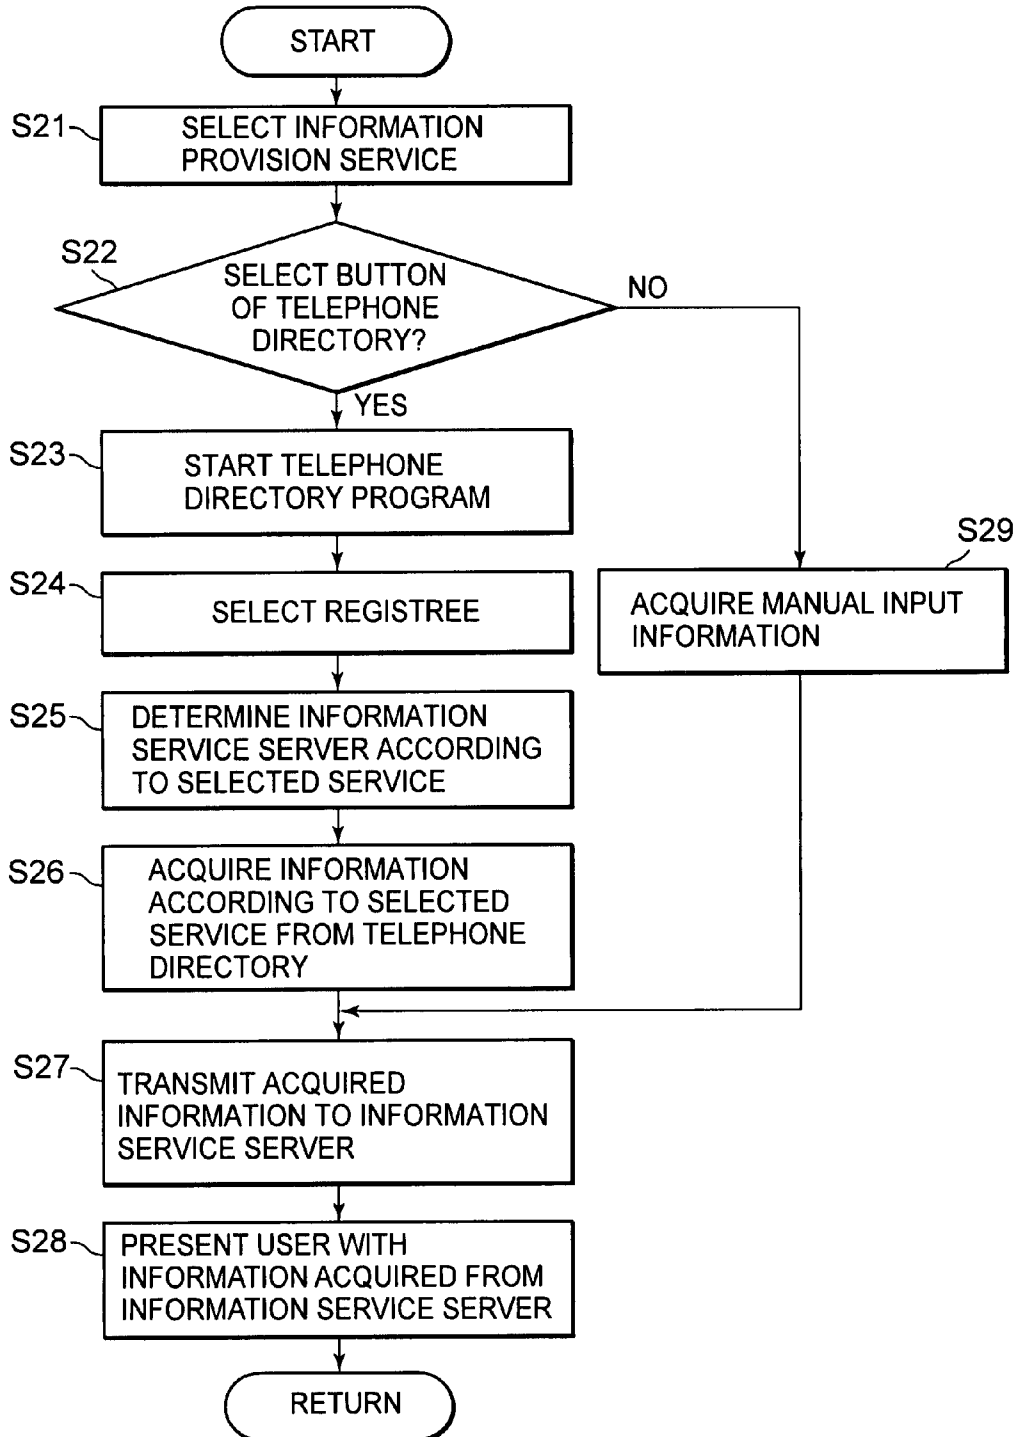 START
S21
SELECT INFORMATION
PROVISION SERVICE
S22
SELECT BUTTON
OF TELEPHONE
DIRECTORY?
NO
YES
S23
START TELEPHONE
DIRECTORY PROGRAM
S24
SELECT REGISTREE
S29
ACQUIRE MANUAL INPUT
INFORMATION
S25
DETERMINE INFORMATION
SERVICE SERVER ACCORDING
TO SELECTED SERVICE
S26
ACQUIRE INFORMATION
ACCORDING TO SELECTED
SERVICE FROM TELEPHONE
DIRECTORY
S27
TRANSMIT ACQUIRED
INFORMATION TO INFORMATION
SERVICE SERVER
S28
PRESENT USER WITH
INFORMATION ACQUIRED FROM
INFORMATION SERVICE SERVER
RETURN